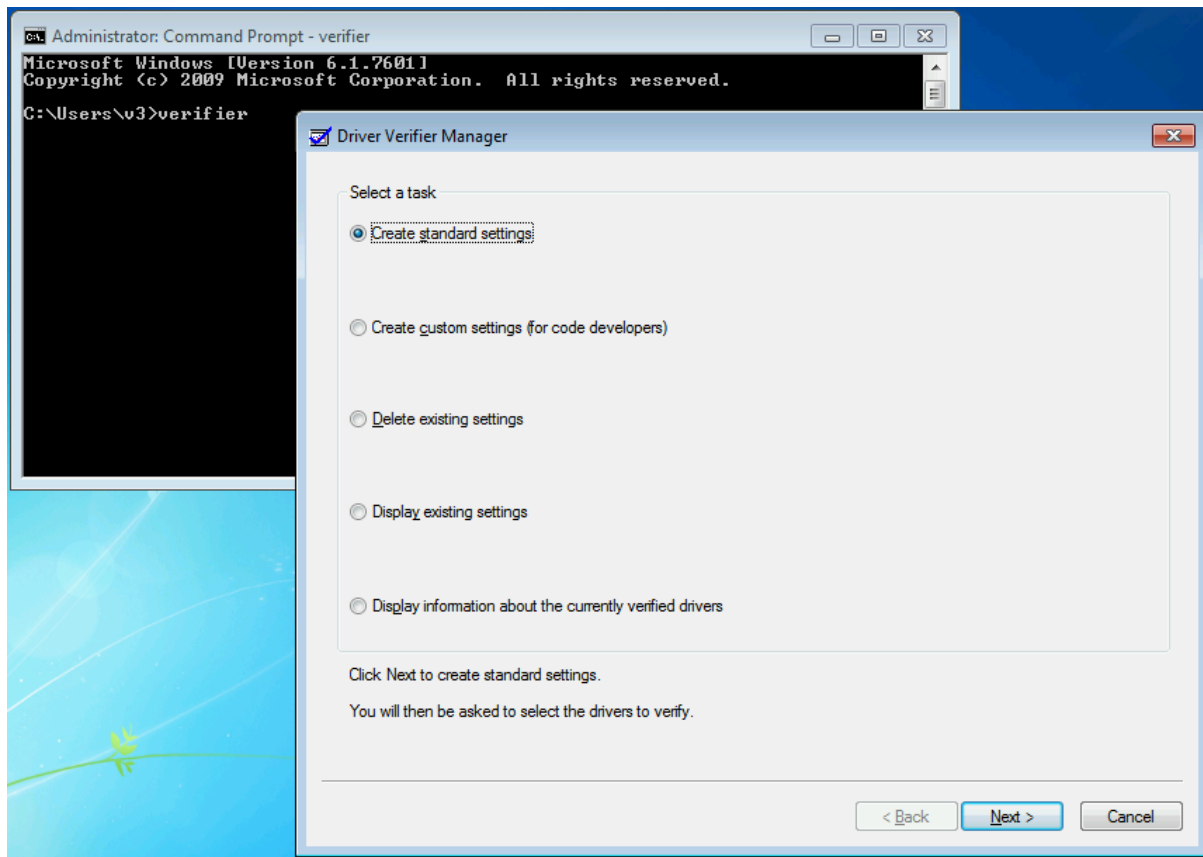 Administrator: Command Prompt - verifier
Microsoft Windows [Version 6.1.7601]
Copyright (c) 2009 Microsoft Corporation.  All rights reserved.
C:\Users\v3>verifier
Driver Verifier Manager
Select a task
Create standard settings
Create custom settings (for code developers)
Delete existing settings
Display existing settings
Display information about the currently verified drivers
Click Next to create standard settings.
You will then be asked to select the drivers to verify.
< Back Next > Cancel